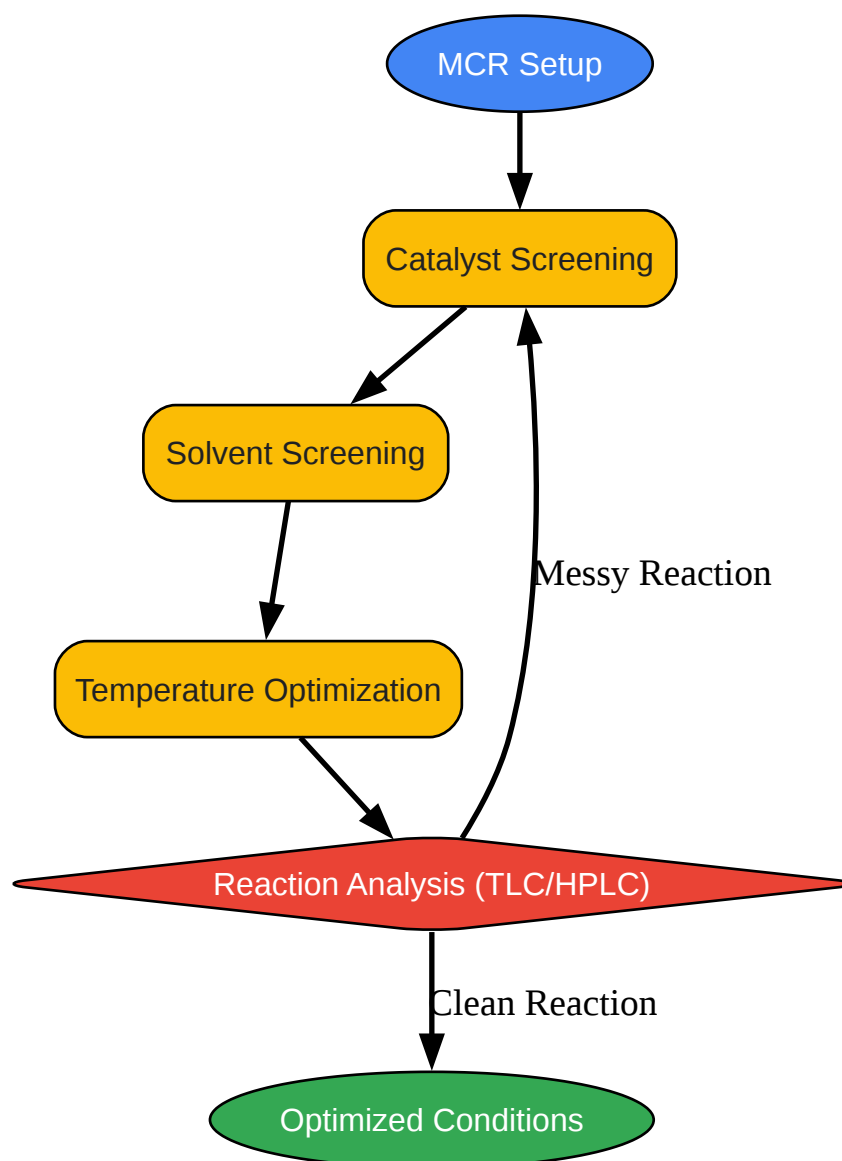 MCR Setup
Catalyst Screening
Solvent Screening
Messy Reaction
Temperature Optimization
Reaction Analysis (TLC/HPLC)
Clean Reaction
Optimized Conditions